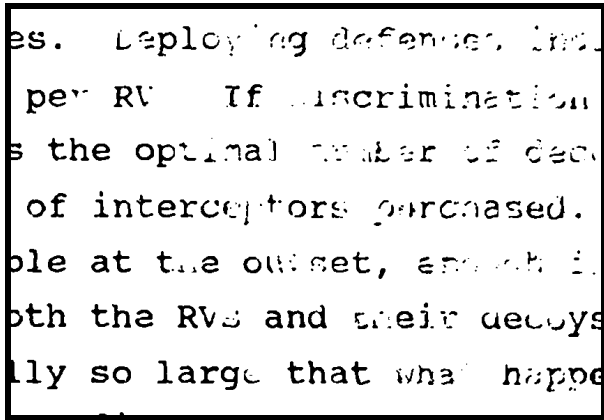 es. Deploying defenses
per RV If discrimination
s the optimal number of
of interceptors purchased.
ble at the outset, enough
oth the RVs and their decoys
lly so large that what happe